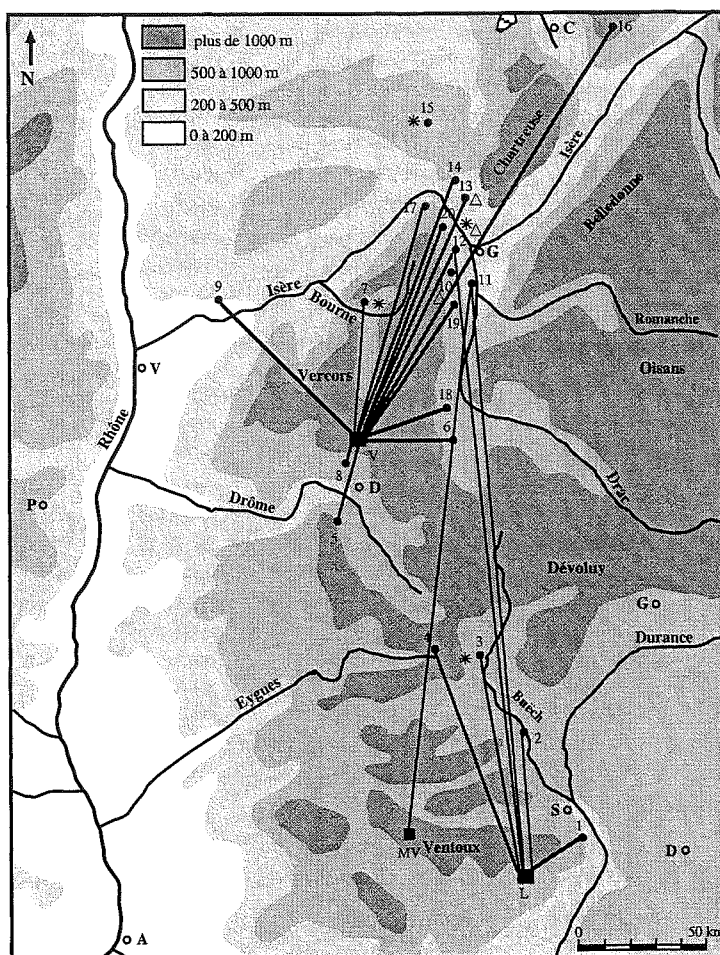 N
plus de 1000 m
500 à 1000 m
200 à 500 m
0 à 200 m
C
16
15
Chartreuse
Isère
14
13
Belledonne
17
G
11
10
7
Isère
Bourne
9
19
Romanche
Vercors
Oisans
V
18
6
V
8
Rhône
D
Drôme
P
Drac
5
Dévoluy
G
4
3
Durance
Eygues
Buëch
2
S
1
MV
Ventoux
D
L
A
0
50 km